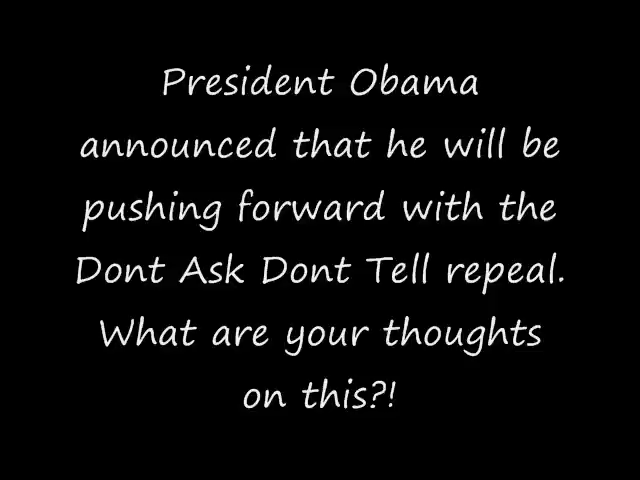 President Obama
announced that he will be
pushing forward with the
Dont Ask Dont Tell repeal.
What are your thoughts
on this?!